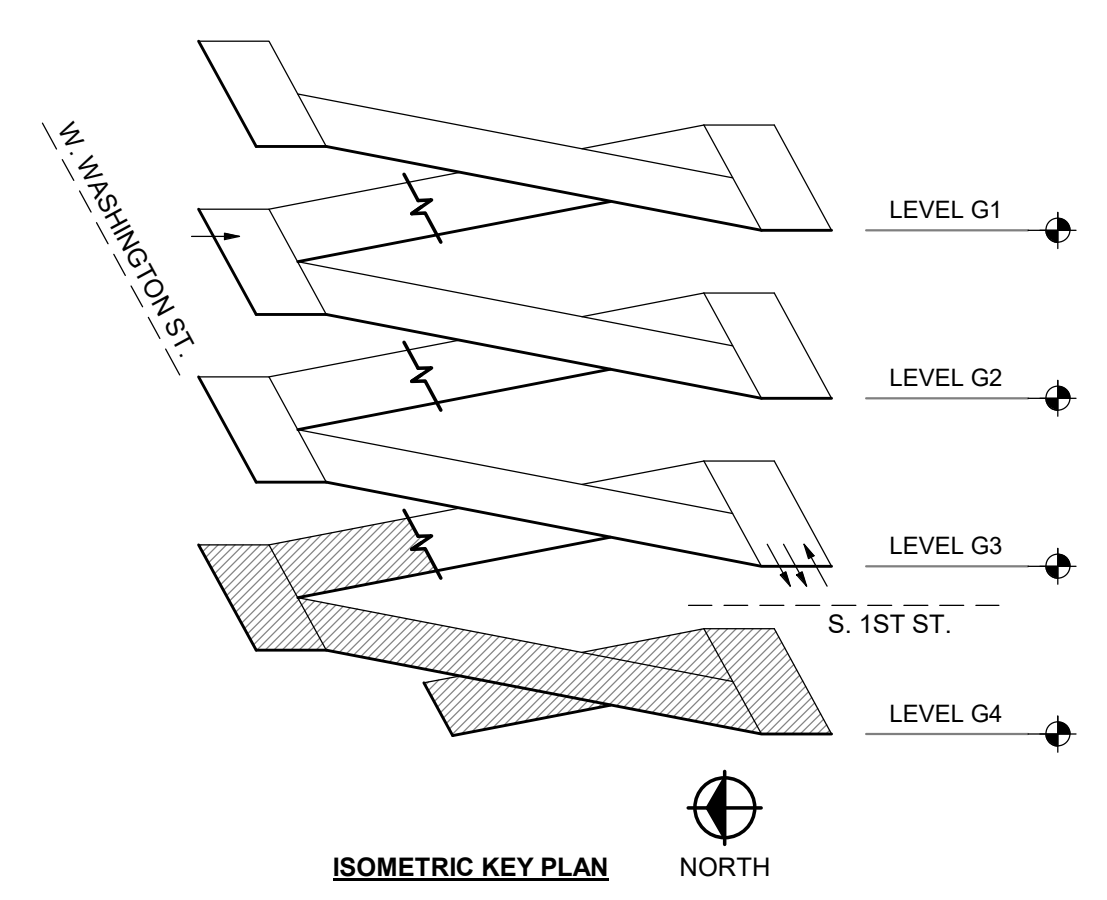 W. WASHINGTON ST.
LEVEL G1
LEVEL G2
LEVEL G3
S. 1ST ST.
LEVEL G4
ISOMETRIC KEY PLAN
NORTH